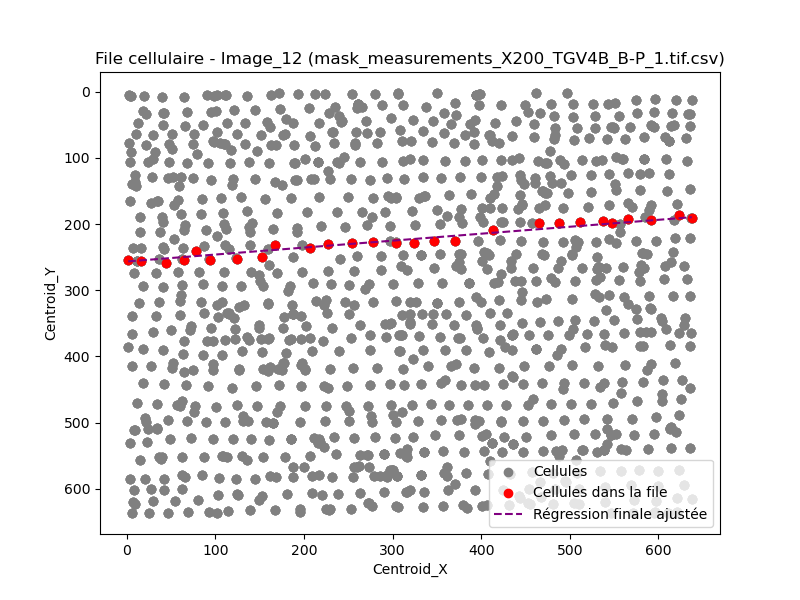 File cellulaire - Image_12 (mask_measurements_X200_TGV4B_B-P_1.tif.csv)
0
100
200
300
400
500
600
Centroid_Y
Cellules
Cellules dans la file
Régression finale ajustée
0
100
200
300
400
500
600
Centroid_X